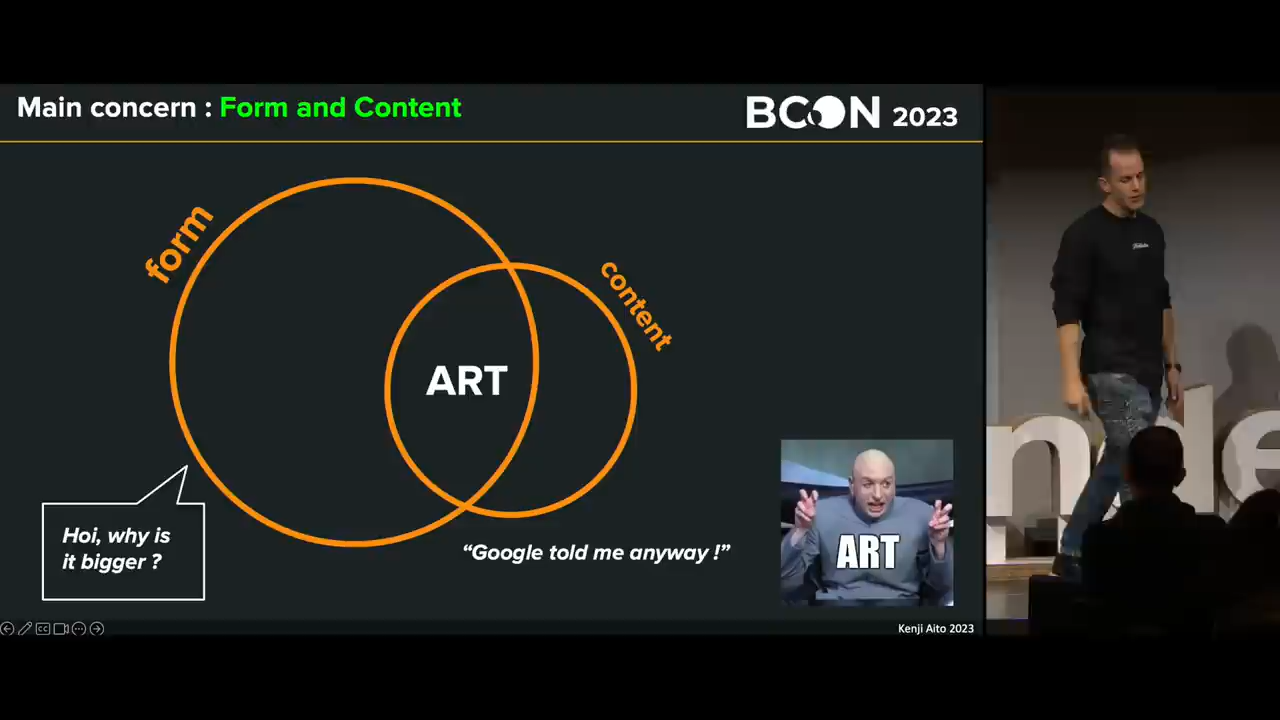 Main concern : Form and Content
BCON 2023
form
content
ART
Hoi, why is
it bigger ?
“Google told me anyway !”
ART
Kenji Aito 2023
nde